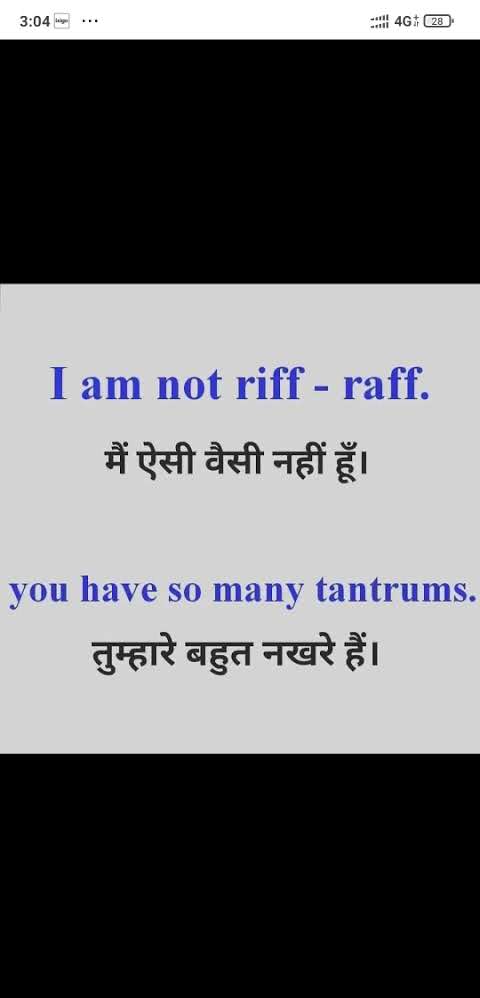 3:04 ...
4G 28
I am not riff - raff.
मैं ऐसी वैसी नहीं हूँ।
you have so many tantrums.
तुम्हारे बहुत नखरे हैं।